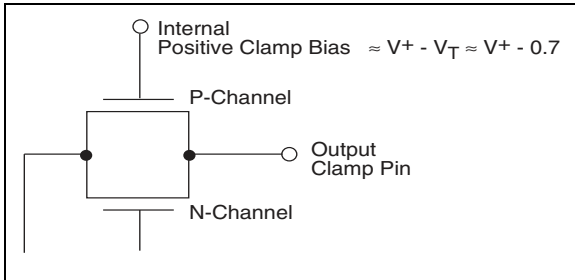 Internal
Positive Clamp Bias ≈ V+ - VT ≈ V+ - 0.7
P-Channel
Output
Clamp Pin
N-Channel